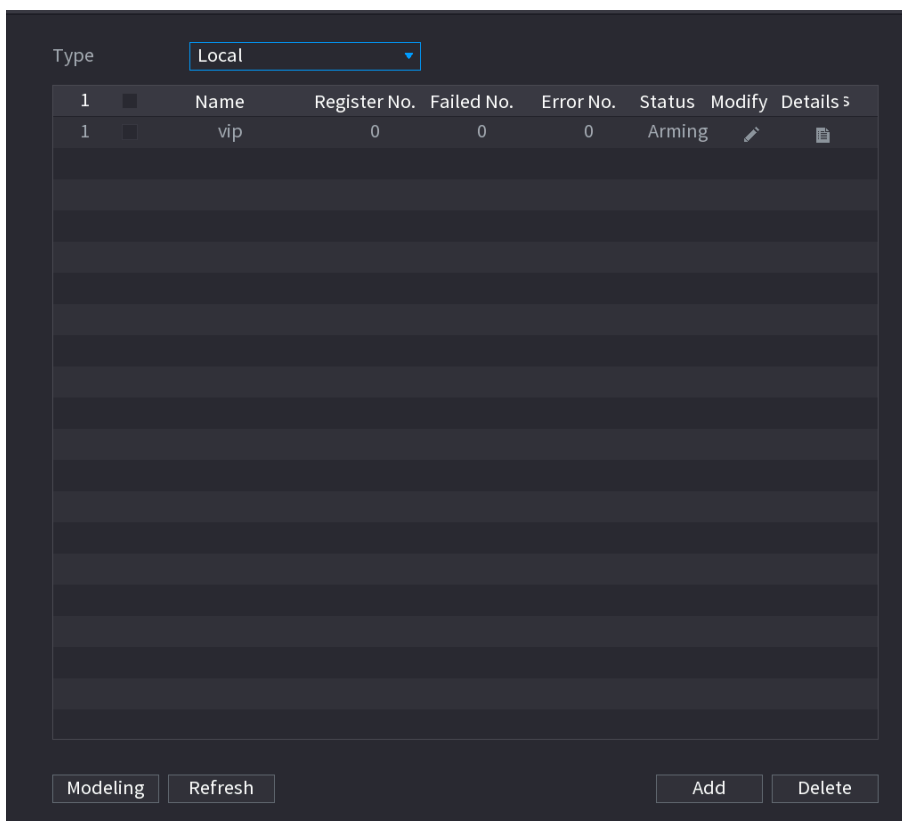 Type Local
1 Name Register No. Failed No. Error No. Status Modify Details s
1 vip 0 0 0 Arming
Modeling Refresh Add Delete